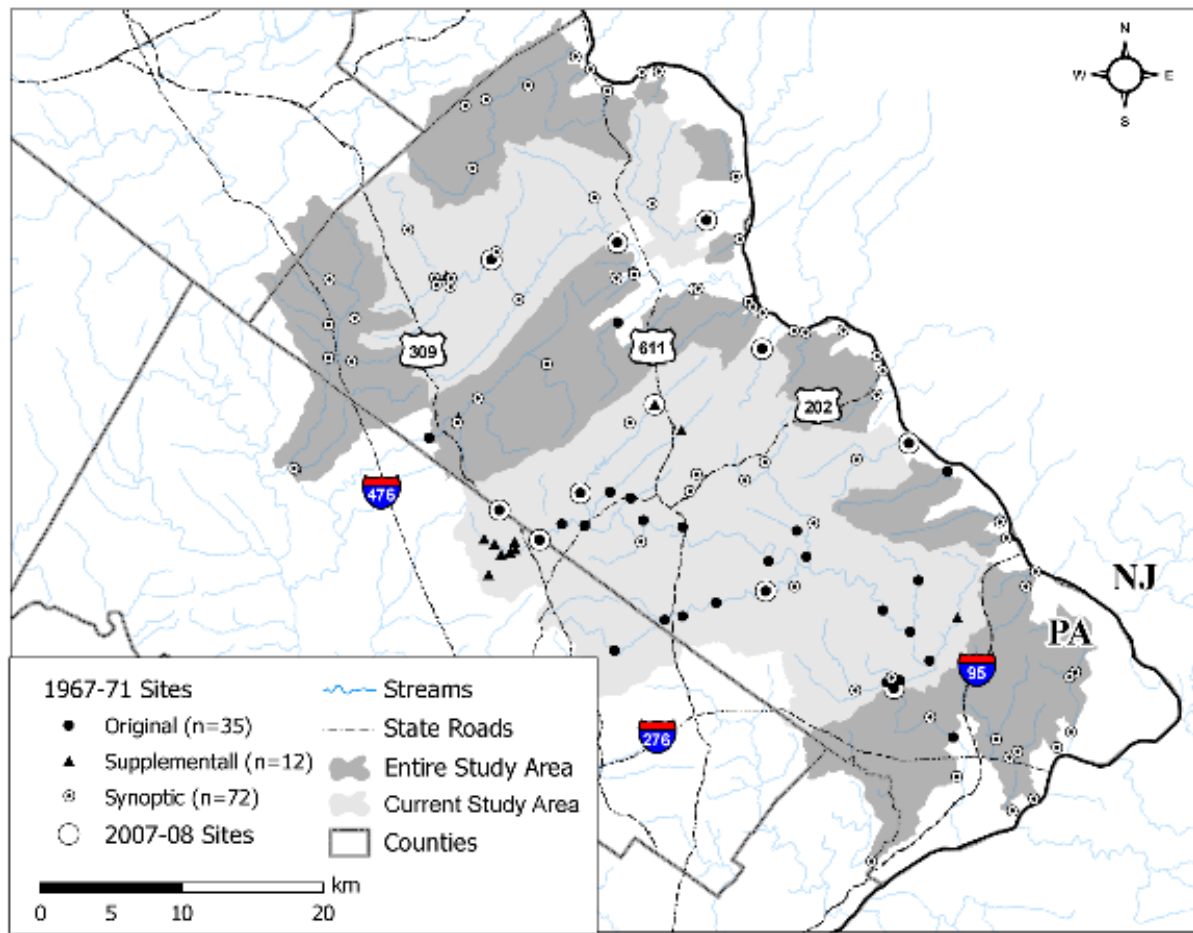 N
W E
S
309
611
202
476
NJ
PA
95
276
1967-71 Sites
Original (n=35)
Supplementall (n=12)
Synoptic (n=72)
2007-08 Sites
Streams
State Roads
Entire Study Area
Current Study Area
Counties
km
0 5 10 20